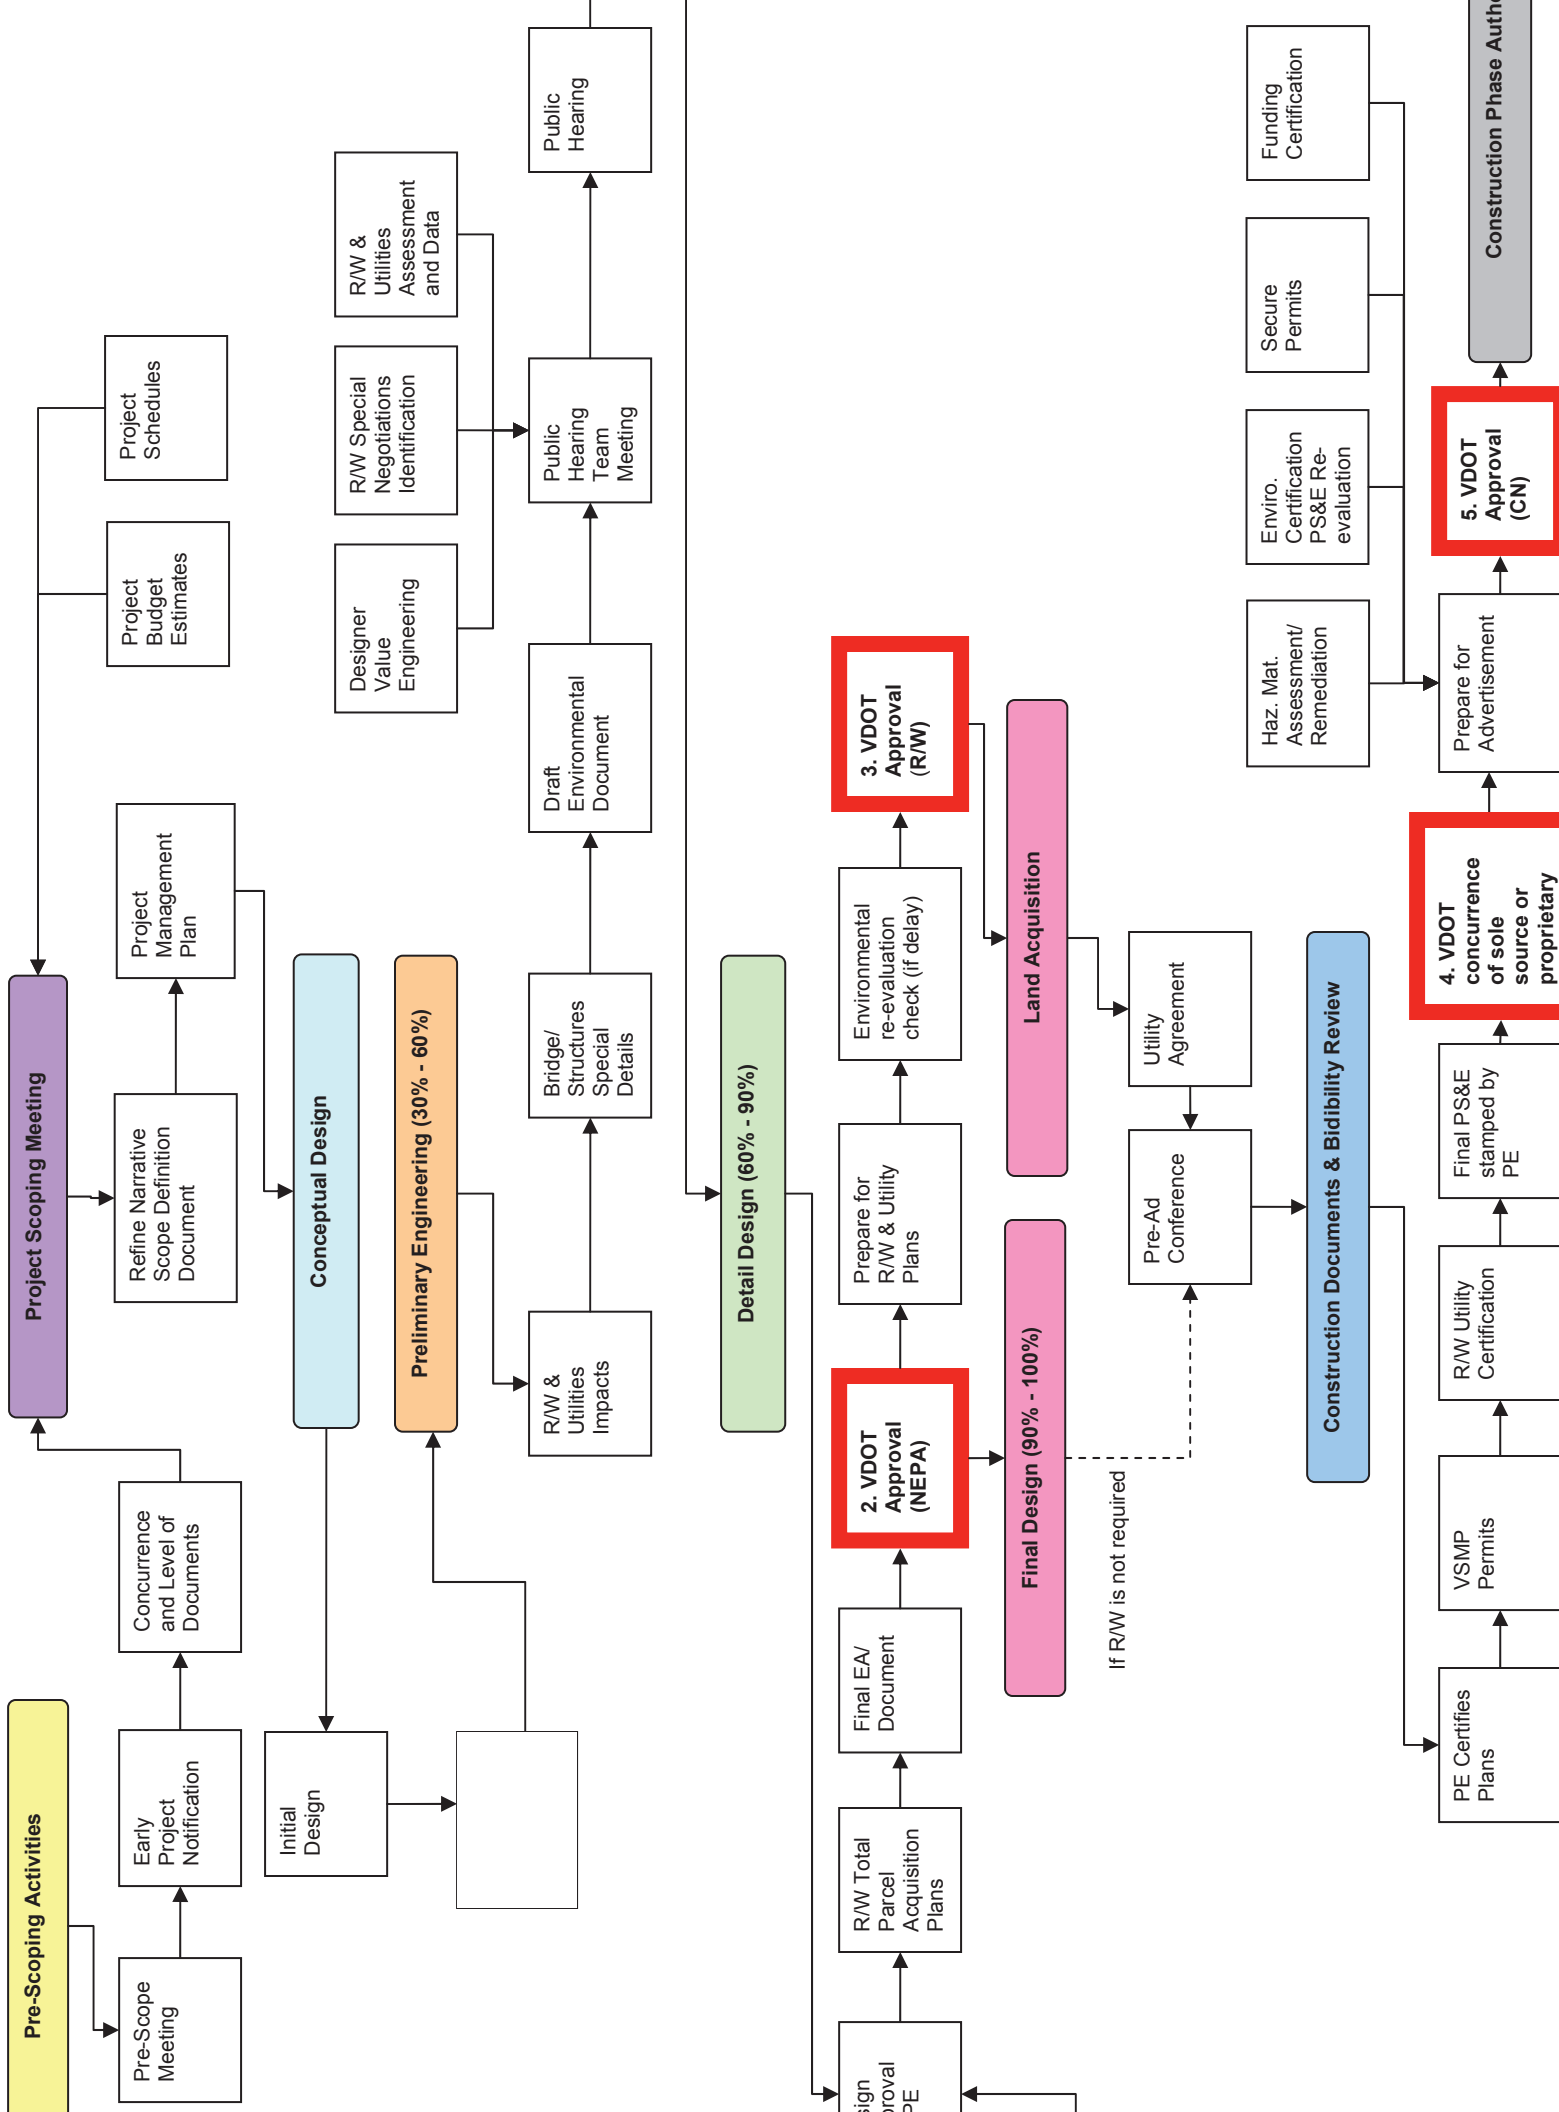 Pre-Scoping Activities
Pre-Scope
Meeting
Early
Project
Notification
Concurrence
and Level of
Documents
Project Scoping Meeting
Refine Narrative
Scope Definition
Document
Project
Management
Plan
Project
Budget
Estimates
Project
Schedules
Conceptual Design
Initial
Design
Preliminary Engineering (30% - 60%)
R/W &
Utilities
Impacts
Bridge/
Structures
Special
Details
Draft
Environmental
Document
Designer
Value
Engineering
R/W Special
Negotiations
Identification
R/W &
Utilities
Assessment
and Data
Public
Hearing
Team
Meeting
Public
Hearing
Detail Design (60% - 90%)
PE
R/W Total
Parcel
Acquisition
Plans
Final EA/
Document
2. VDOT
Approval
(NEPA)
Prepare for
R/W & Utility
Plans
Environmental
re-evaluation
check (if delay)
3. VDOT
Approval
(R/W)
Final Design (90% - 100%)
Land Acquisition
If R/W is not required
Pre-Ad
Conference
Utility
Agreement
Construction Documents & Bidibility Review
PE Certifies
Plans
VSMP
Permits
R/W Utility
Certification
Final PS&E
stamped by
PE
4. VDOT
concurrence
of sole
source or
proprietary
Prepare for
Advertisement
Haz. Mat.
Assessment/
Remediation
Enviro.
Certification
PS&E Re-
evaluation
Secure
Permits
Funding
Certification
5. VDOT
Approval
(CN)
Construction Phase